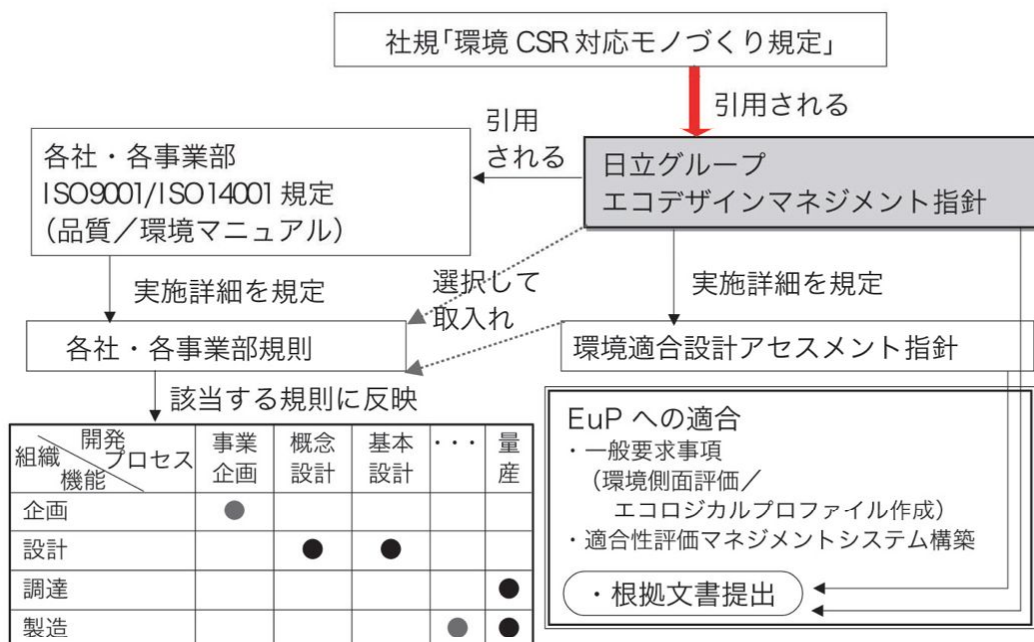 社規「環境 CSR 対応モノづくり規定」
引用される
引用
される
各社・各事業部
ISO9001/ISO14001 規定
(品質/環境マニュアル)
日立グループ
エコデザインマネジメント指針
実施詳細を規定
選択して
取入れ
実施詳細を規定
各社・各事業部規則
環境適合設計アセスメント指針
該当する規則に反映
組織 開発
機能 プロセス
事業
企画
概念
設計
基本
設計
・・・
量
産
企画
設計
調達
製造
EuP への適合
・一般要求事項
(環境側面評価/
エコロジカルプロファイル作成)
・適合性評価マネジメントシステム構築
・根拠文書提出